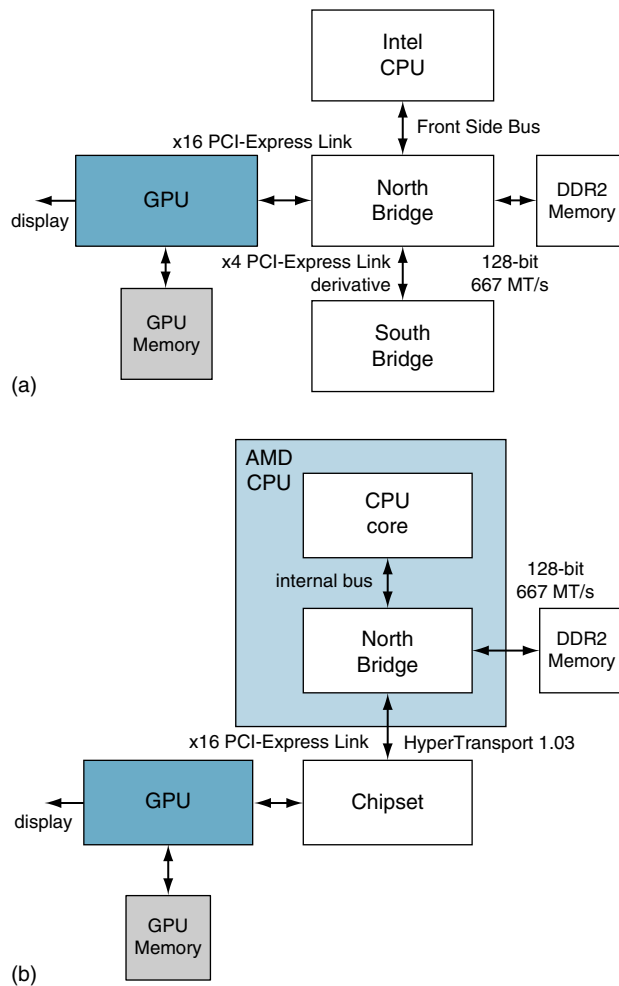 Intel
CPU
Front Side Bus
x16 PCI-Express Link
GPU
North
Bridge
DDR2
Memory
display
x4 PCI-Express Link
derivative
128-bit
667 MT/s
GPU
Memory
South
Bridge
(a)
AMD
CPU
CPU
core
internal bus
128-bit
667 MT/s
North
Bridge
DDR2
Memory
x16 PCI-Express Link
HyperTransport 1.03
GPU
Chipset
display
GPU
Memory
(b)